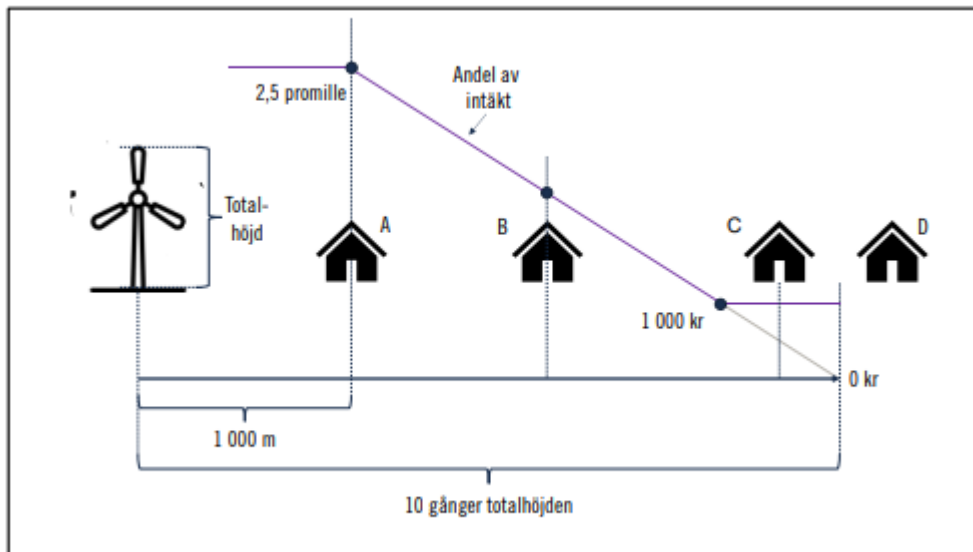 Andel av
intäkt
2,5 promille
Total-
höjd
A
B
C
D
1 000 kr
0 kr
1 000 m
10 gånger totalhöjden